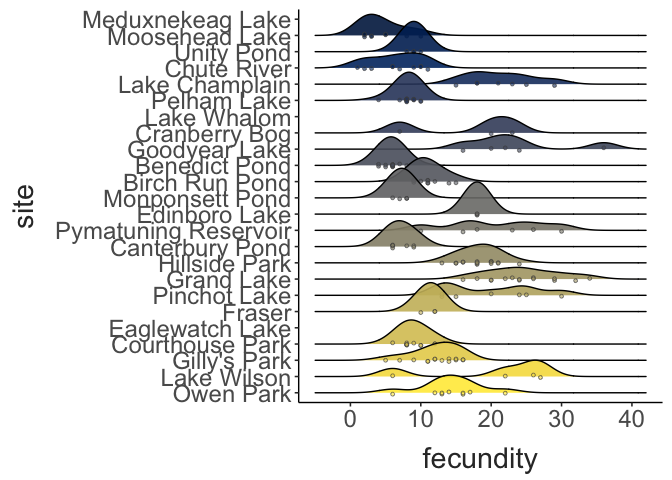 Meduxnekeag Lake
Moosehead Lake
Unity Pond
Chute River
Lake Champlain
Pelham Lake
Lake Whalom
Cranberry Bog
Goodyear Lake
Benedict Pond
Birch Run Pond
Monponsett Pond
Edinboro Lake
Pymatuning Reservoir
Canterbury Pond
Hillside Park
Grand Lake
Pinchot Lake
Fraser
Eaglewatch Lake
Courthouse Park
Gilly's Park
Lake Wilson
Owen Park
site
0 10 20 30 40
fecundity